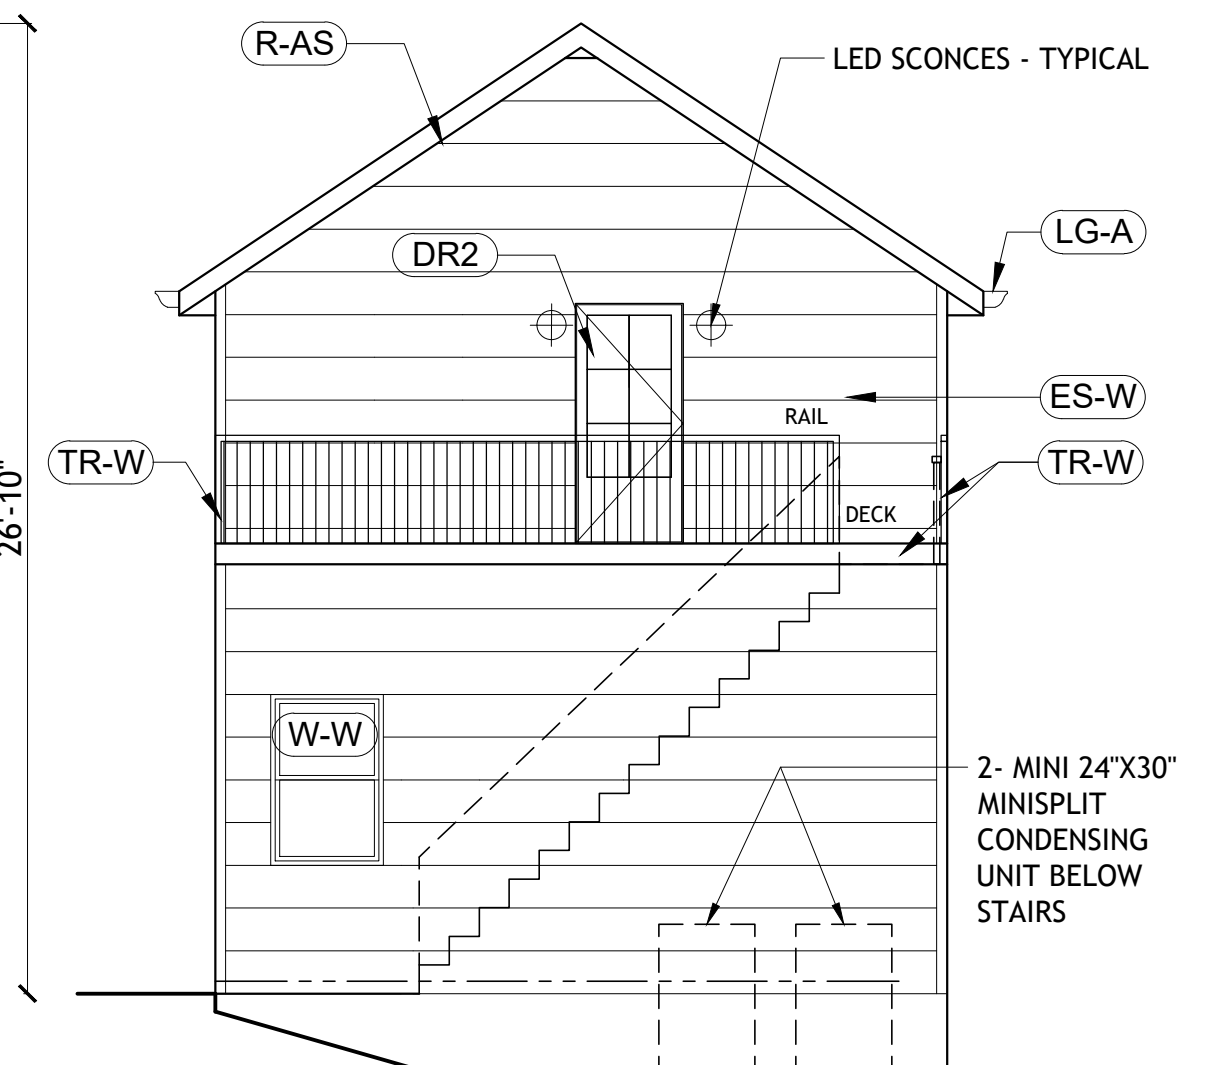 R-AS
LED SCONCES - TYPICAL
LG-A
DR2
ES-W
RAIL
TR-W
TR-W
26'-10"
DECK
W-W
2- MINI 24"X30"
MINISPLIT
CONDENSING
UNIT BELOW
STAIRS